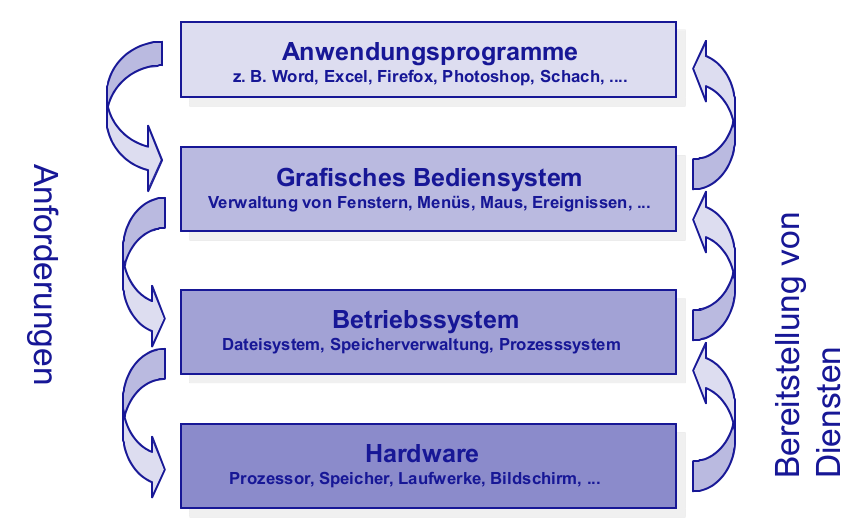 Anwendungsprogramme
z. B. Word, Excel, Firefox, Photoshop, Schach, ....
Grafisches Bediensystem
Verwaltung von Fenstern, Menüs, Maus, Ereignissen, ...
Betriebssystem
Dateisystem, Speicherverwaltung, Prozesssystem
Hardware
Prozessor, Speicher, Laufwerke, Bildschirm, ...
Anforderungen
Bereitstellung von
Diensten